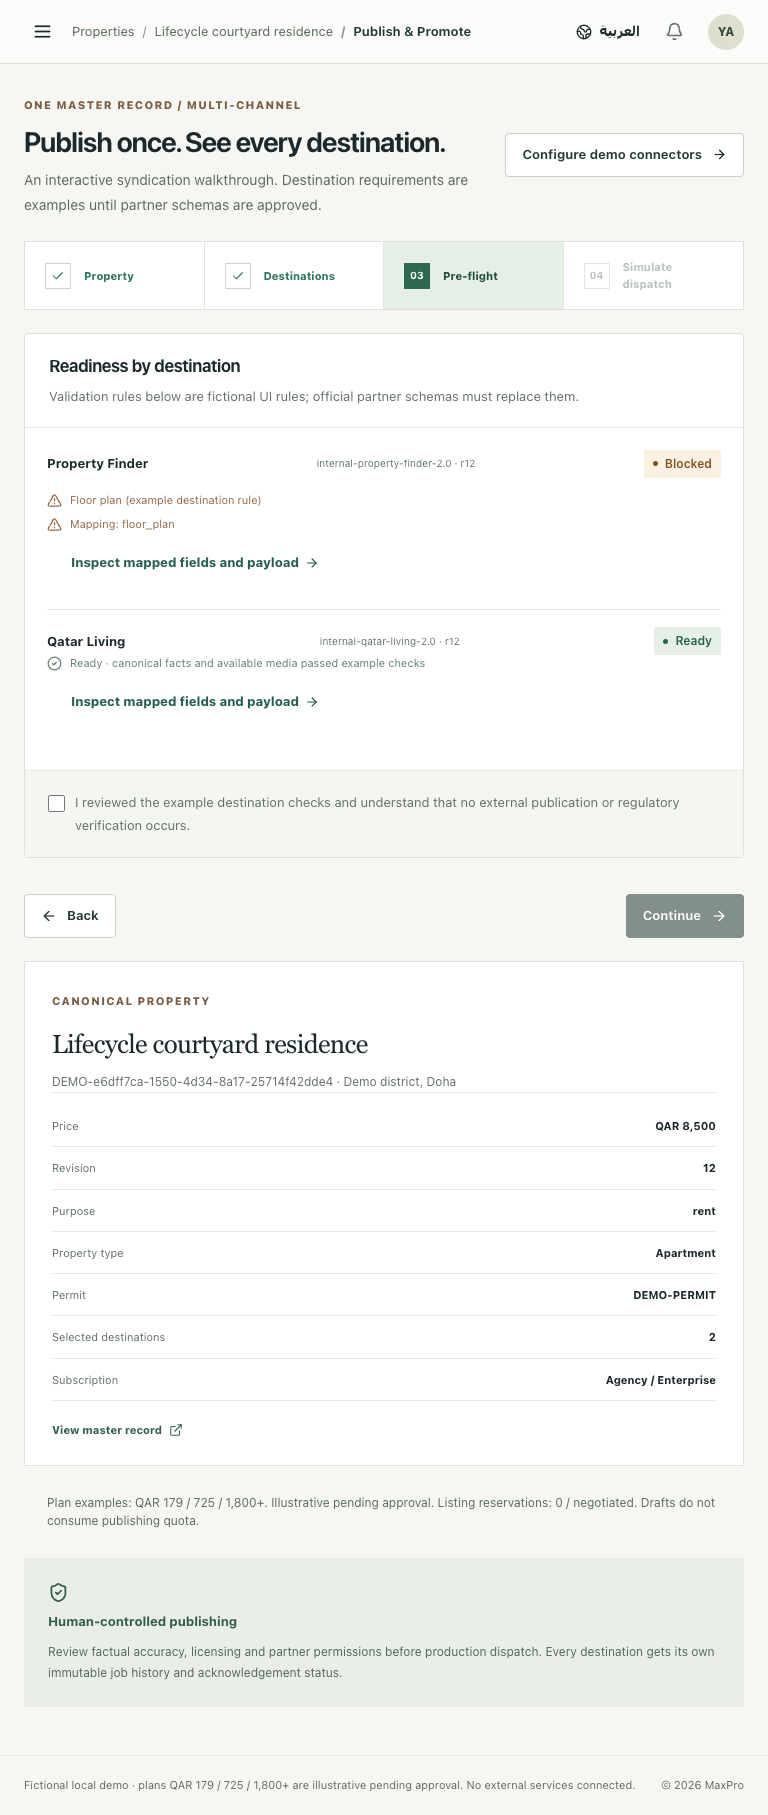 Properties / Lifecycle courtyard residence / Publish & Promote
العربية
YA
ONE MASTER RECORD / MULTI-CHANNEL
Publish once. See every destination.
An interactive syndication walkthrough. Destination requirements are
examples until partner schemas are approved.
Configure demo connectors
Property
Destinations
03 Pre-flight
04 Simulate
dispatch
Readiness by destination
Validation rules below are fictional UI rules; official partner schemas must replace them.
Property Finder internal-property-finder-2.0 · r12 Blocked
Floor plan (example destination rule)
Mapping: floor_plan
Inspect mapped fields and payload
Qatar Living internal-qatar-living-2.0 · r12 Ready
Ready · canonical facts and available media passed example checks
Inspect mapped fields and payload
I reviewed the example destination checks and understand that no external publication or regulatory
verification occurs.
Back
Continue
CANONICAL PROPERTY
Lifecycle courtyard residence
DEMO-e6dff7ca-1550-4d34-8a17-25714f42dde4 · Demo district, Doha
Price QAR 8,500
Revision 12
Purpose rent
Property type Apartment
Permit DEMO-PERMIT
Selected destinations 2
Subscription Agency / Enterprise
View master record
Plan examples: QAR 179 / 725 / 1,800+. Illustrative pending approval. Listing reservations: 0 / negotiated. Drafts do not
consume publishing quota.
Human-controlled publishing
Review factual accuracy, licensing and partner permissions before production dispatch. Every destination gets its own
immutable job history and acknowledgement status.
Fictional local demo · plans QAR 179 / 725 / 1,800+ are illustrative pending approval. No external services connected.
© 2026 MaxPro